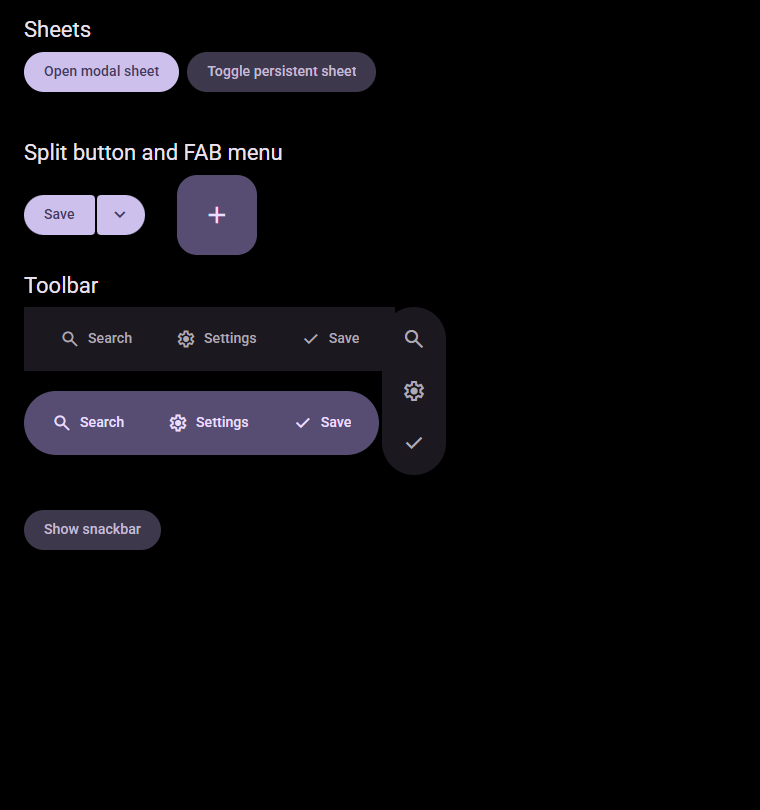 Sheets
Open modal sheet Toggle persistent sheet
Split button and FAB menu
Save
Toolbar
Search Settings Save
Search Settings Save
Show snackbar